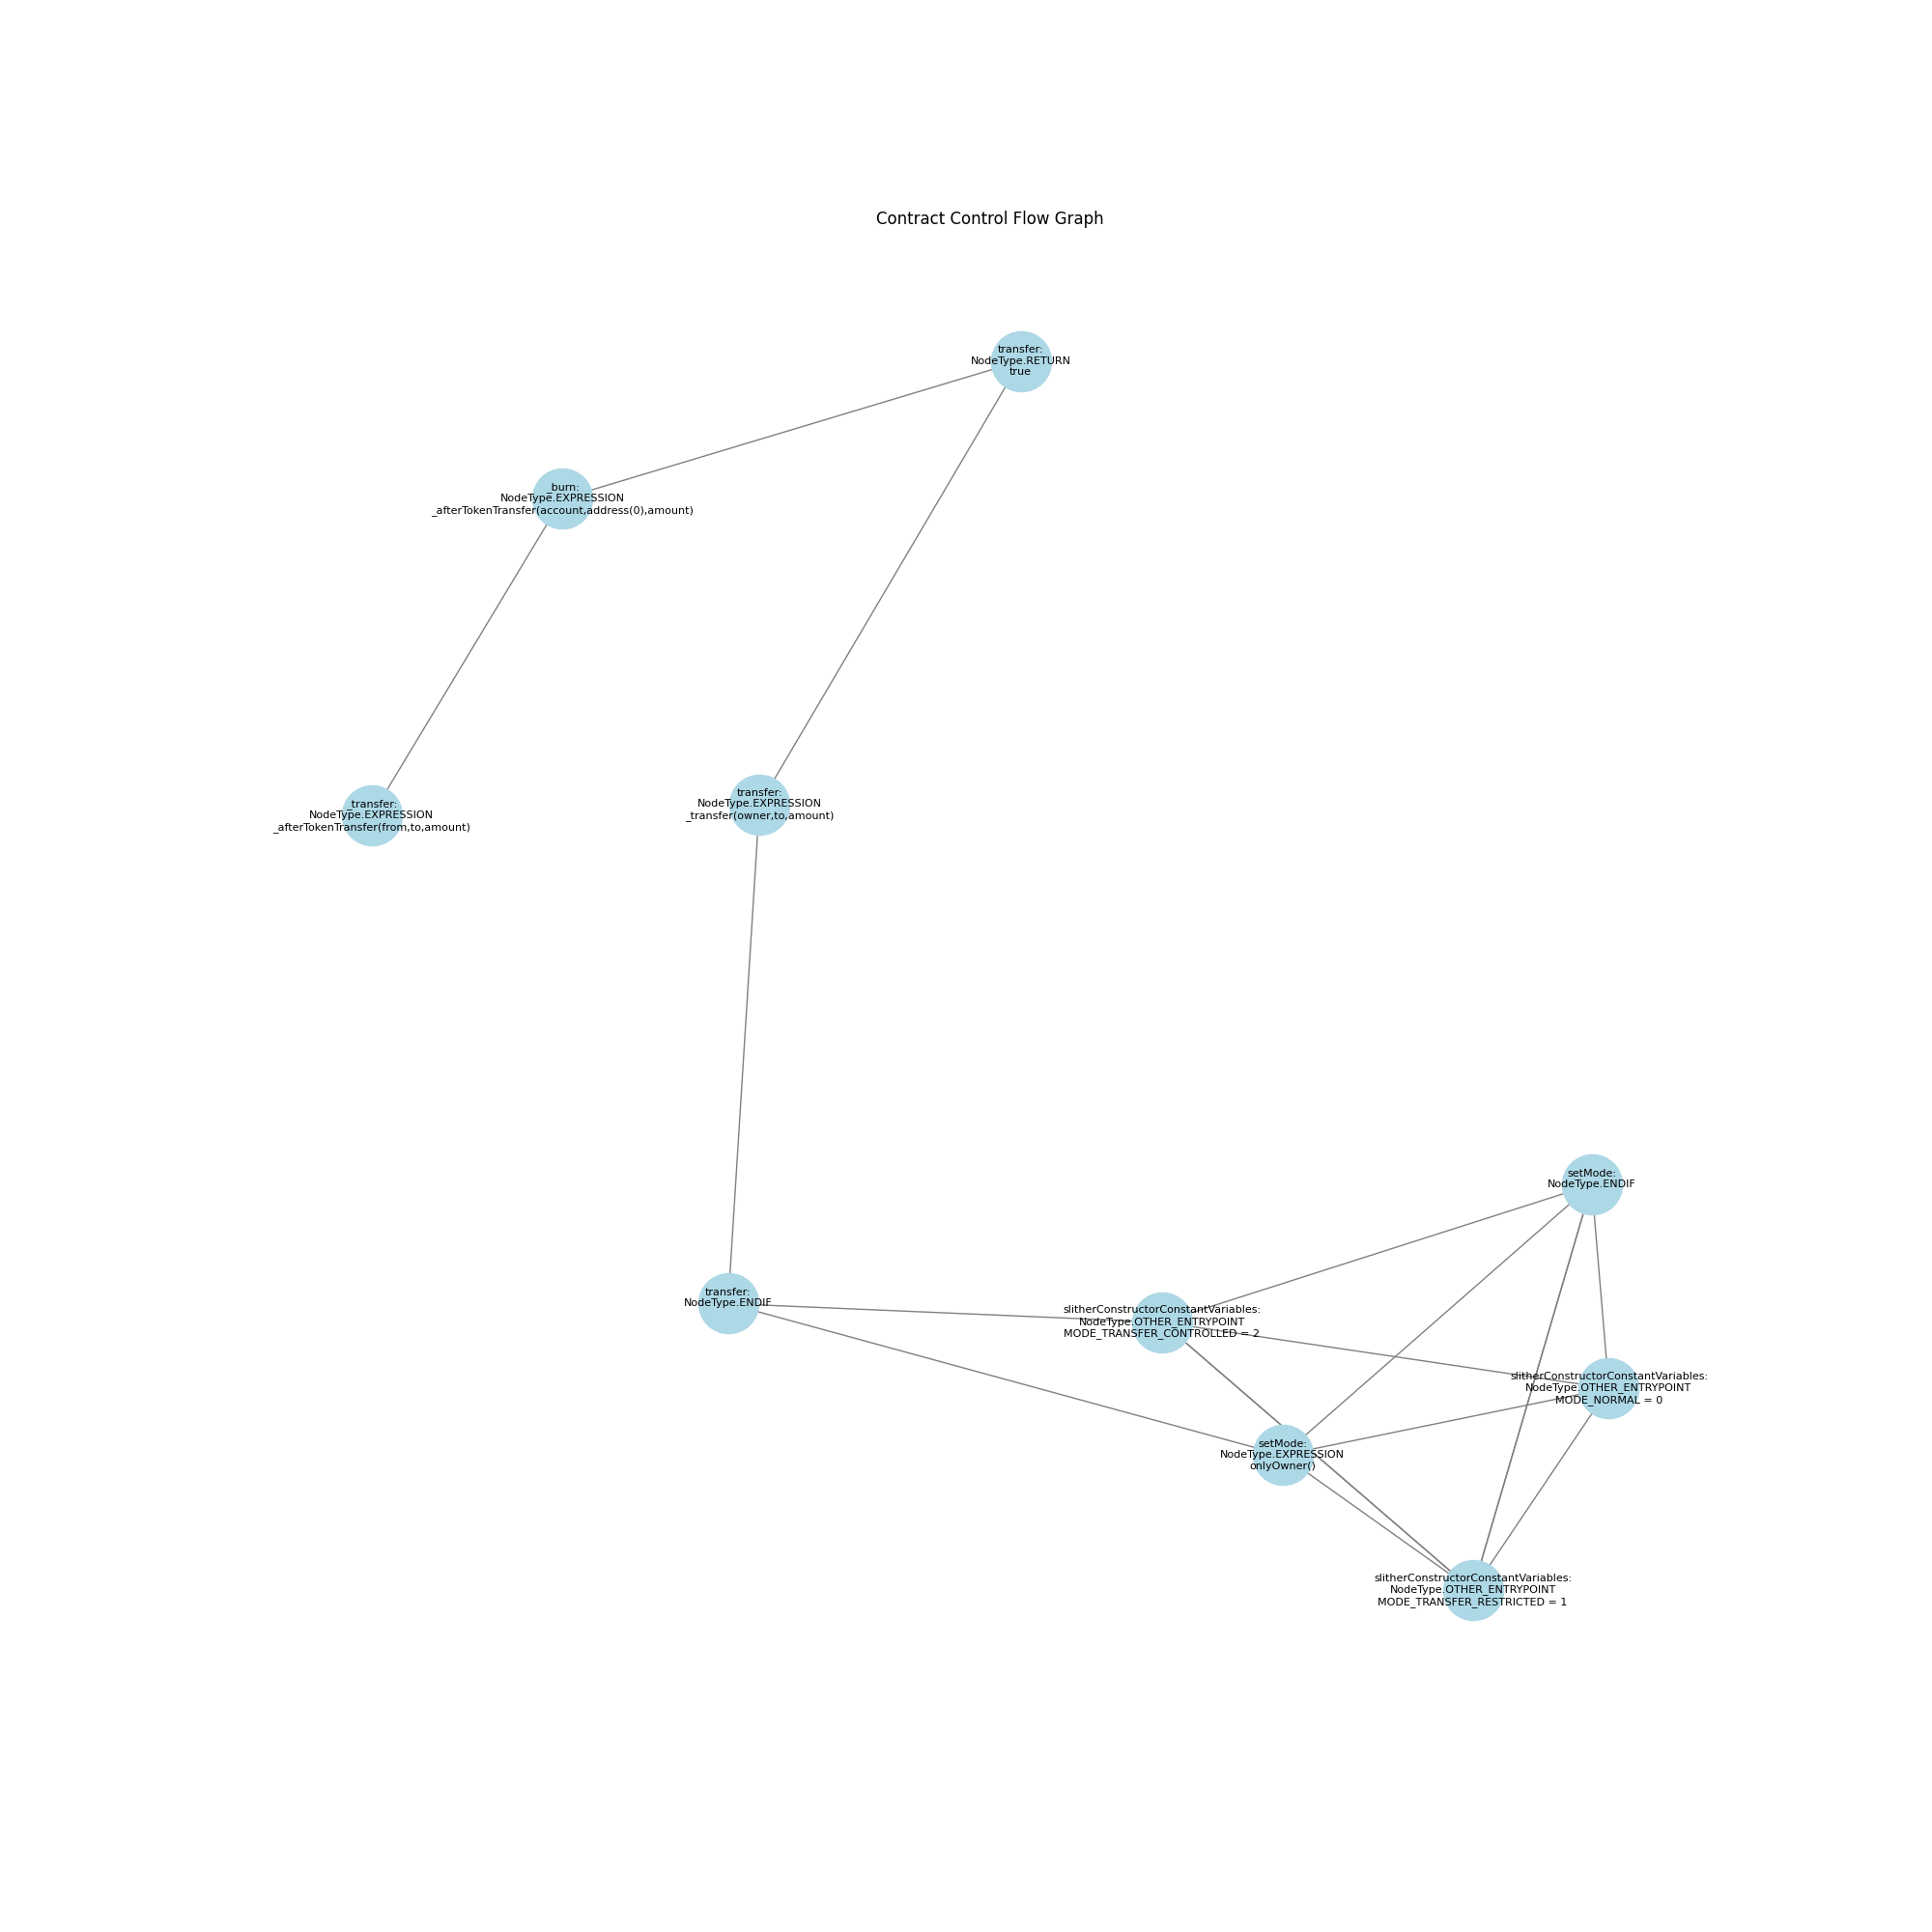 Contract Control Flow Graph
transfer:
NodeType.RETURN
true
_burn:
NodeType.EXPRESSION
_afterTokenTransfer(account,address(0),amount)
transfer:
NodeType.EXPRESSION
_transfer(owner,to,amount)
_transfer:
NodeType.EXPRESSION
_afterTokenTransfer(from,to,amount)
setMode:
NodeType.ENDIF
transfer:
NodeType.ENDIF
slitherConstructorConstantVariables:
NodeType.OTHER_ENTRYPOINT
MODE_TRANSFER_CONTROLLED = 2
slitherConstructorConstantVariables:
NodeType.OTHER_ENTRYPOINT
MODE_NORMAL = 0
setMode:
NodeType.EXPRESSION
onlyOwner()
slitherConstructorConstantVariables:
NodeType.OTHER_ENTRYPOINT
MODE_TRANSFER_RESTRICTED = 1